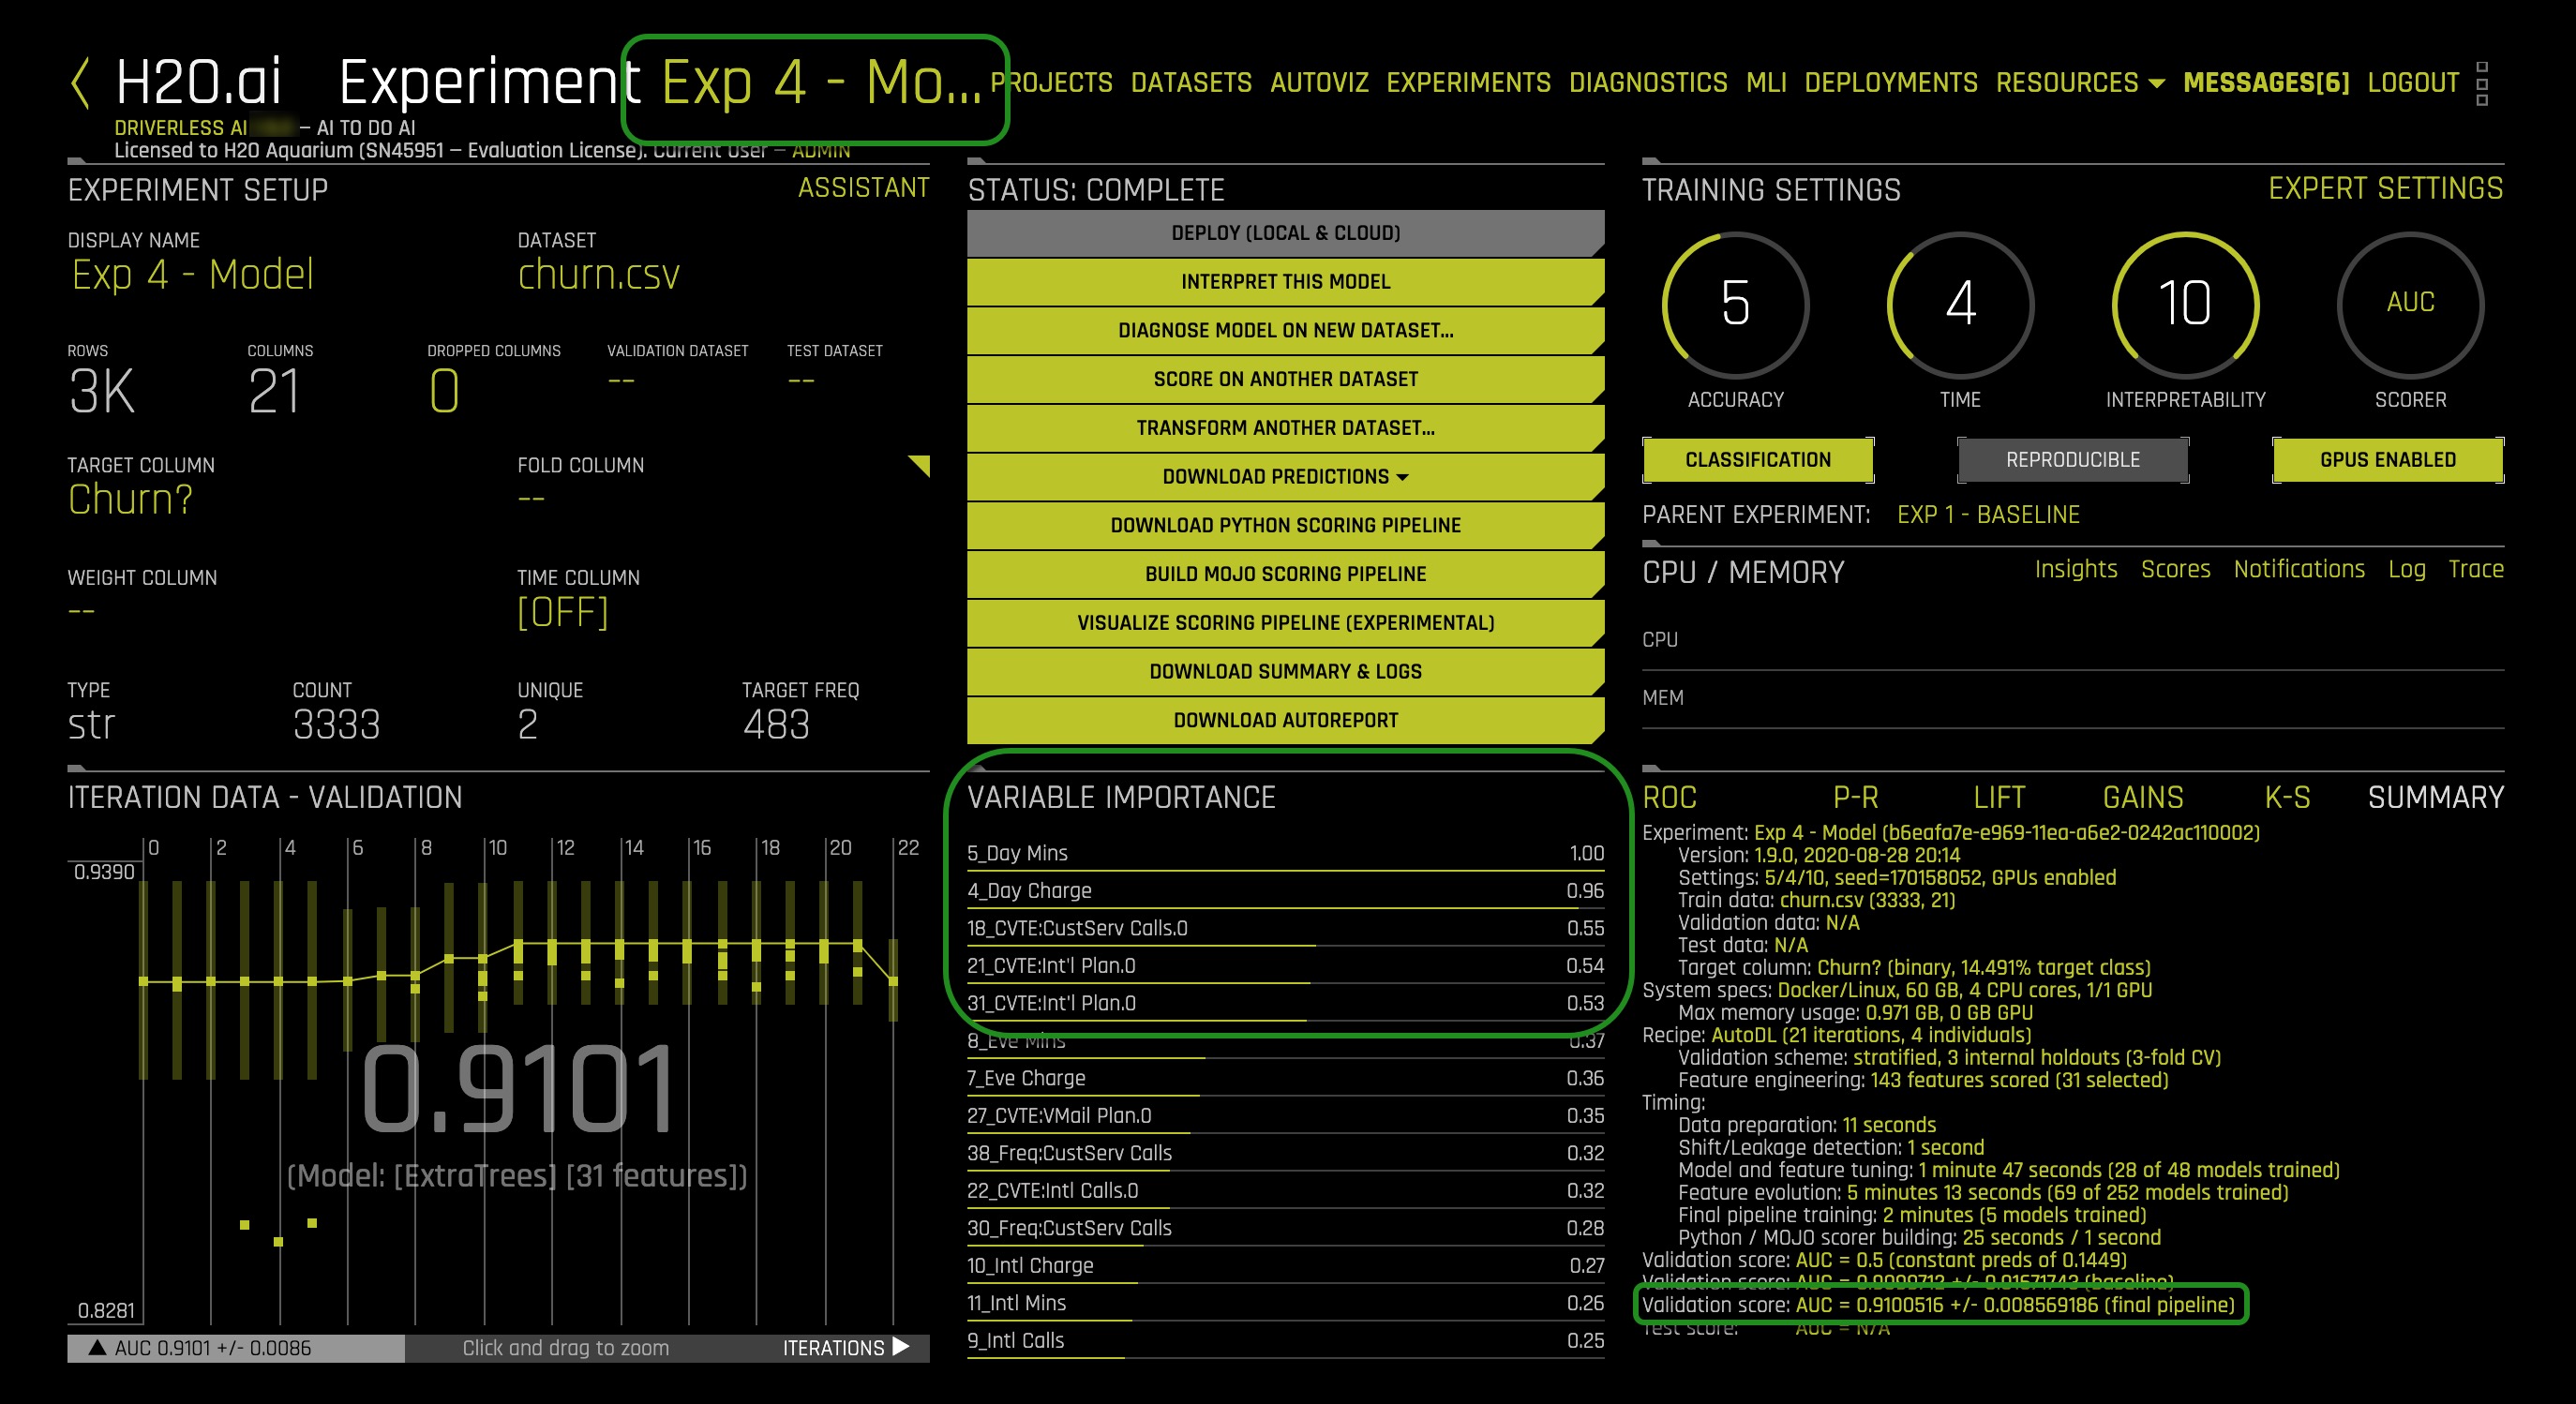 H2O.ai Experiment Exp 4 - Mo...
PROJECTS DATASETS AUTOVIZ EXPERIMENTS DIAGNOSTICS MLI DEPLOYMENTS RESOURCES MESSAGES[6] LOGOUT
DRIVERLESS AI — AI TO DO AI
Licensed to H2O Aquarium (SN45951 — Evaluation License). Current User — ADMIN
EXPERIMENT SETUP ASSISTANT
DISPLAY NAME DATASET
Exp 4 - Model churn.csv
ROWS COLUMNS DROPPED COLUMNS VALIDATION DATASET TEST DATASET
3K 21 0 -- --
TARGET COLUMN FOLD COLUMN
Churn? --
WEIGHT COLUMN TIME COLUMN
-- [OFF]
TYPE COUNT UNIQUE TARGET FREQ
str 3333 2 483
STATUS: COMPLETE
DEPLOY (LOCAL & CLOUD)
INTERPRET THIS MODEL
DIAGNOSE MODEL ON NEW DATASET...
SCORE ON ANOTHER DATASET
TRANSFORM ANOTHER DATASET...
DOWNLOAD PREDICTIONS
DOWNLOAD PYTHON SCORING PIPELINE
BUILD MOJO SCORING PIPELINE
VISUALIZE SCORING PIPELINE (EXPERIMENTAL)
DOWNLOAD SUMMARY & LOGS
DOWNLOAD AUTOREPORT
TRAINING SETTINGS EXPERT SETTINGS
5 4 10 AUC
ACCURACY TIME INTERPRETABILITY SCORER
CLASSIFICATION REPRODUCIBLE GPUS ENABLED
PARENT EXPERIMENT: EXP 1 - BASELINE
CPU / MEMORY Insights Scores Notifications Log Trace
CPU
MEM
ITERATION DATA - VALIDATION
0 2 4 6 8 10 12 14 16 18 20 22
0.9390
0.9101
(Model: [ExtraTrees] [31 features])
0.8281
AUC 0.9101 +/- 0.0086 Click and drag to zoom ITERATIONS
VARIABLE IMPORTANCE
5_Day Mins 1.00
4_Day Charge 0.96
18_CVTE:CustServ Calls.0 0.55
21_CVTE:Int'l Plan.0 0.54
31_CVTE:Int'l Plan.0 0.53
8_Eve Mins 0.37
7_Eve Charge 0.36
27_CVTE:VMail Plan.0 0.35
38_Freq:CustServ Calls 0.32
22_CVTE:Intl Calls.0 0.32
30_Freq:CustServ Calls 0.28
10_Intl Charge 0.27
11_Intl Mins 0.26
9_Intl Calls 0.25
ROC P-R LIFT GAINS K-S SUMMARY
Experiment: Exp 4 - Model (b6eafa7e-e969-11ea-a6e2-0242ac110002)
Version: 1.9.0, 2020-08-28 20:14
Settings: 5/4/10, seed=170158052, GPUs enabled
Train data: churn.csv (3333, 21)
Validation data: N/A
Test data: N/A
Target column: Churn? (binary, 14.491% target class)
System specs: Docker/Linux, 60 GB, 4 CPU cores, 1/1 GPU
Max memory usage: 0.971 GB, 0 GB GPU
Recipe: AutoDL (21 iterations, 4 individuals)
Validation scheme: stratified, 3 internal holdouts (3-fold CV)
Feature engineering: 143 features scored (31 selected)
Timing:
Data preparation: 11 seconds
Shift/Leakage detection: 1 second
Model and feature tuning: 1 minute 47 seconds (28 of 48 models trained)
Feature evolution: 5 minutes 13 seconds (69 of 252 models trained)
Final pipeline training: 2 minutes (5 models trained)
Python / MOJO scorer building: 25 seconds / 1 second
Validation score: AUC = 0.5 (constant preds of 0.1449)
Validation score: AUC = +/- (baseline)
Validation score: AUC = 0.9100516 +/- 0.008569186 (final pipeline)
Test score: AUC = N/A